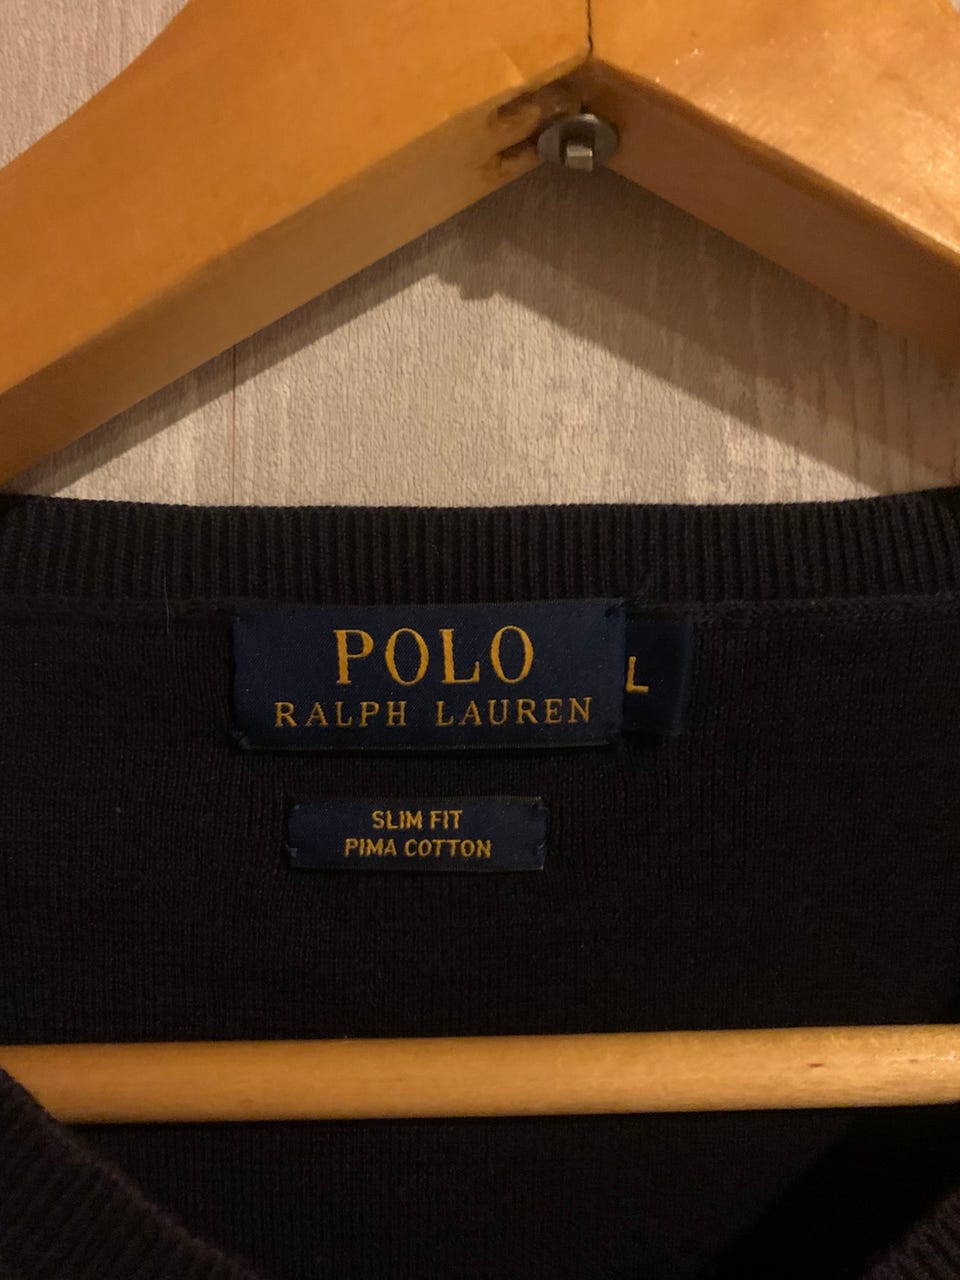 POLO
RALPH LAUREN
L
SLIM FIT
PIMA COTTON